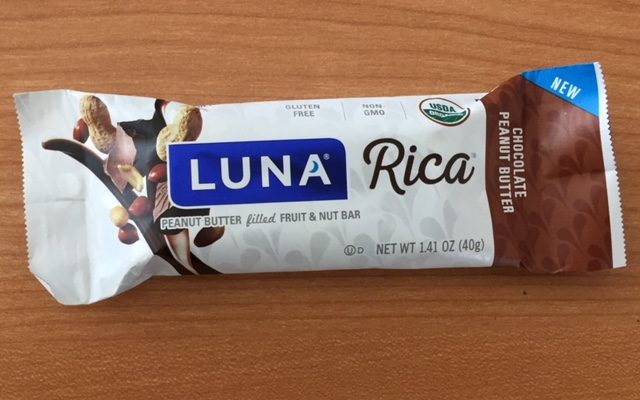 GLUTEN
FREE
NON-
GMO
USDA
ORGANIC
NEW
LUNA®
Rica
CHOCOLATE
PEANUT BUTTER
PEANUT BUTTER filled FRUIT & NUT BAR
U D NET WT 1.41 OZ (40g)